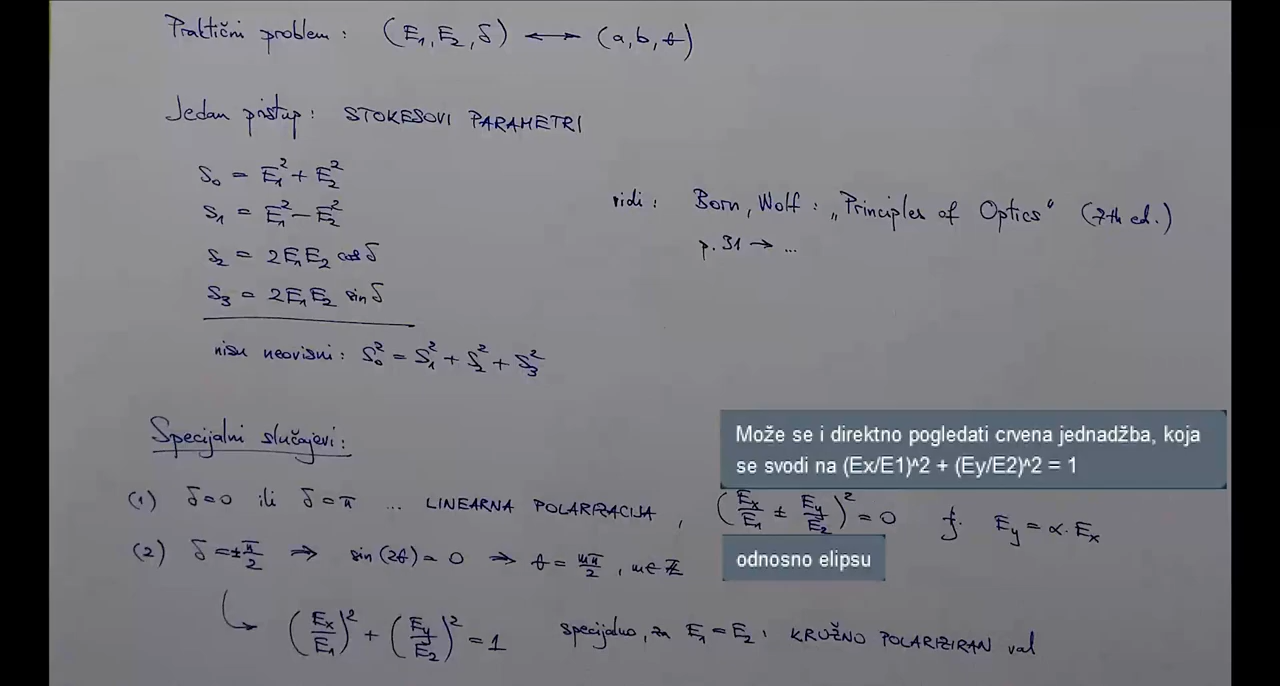 Praktični problem : (E₁, E₂, δ) ⟷ (a, b, θ)
Jedan pristup : STOKESOVI PARAMETRI
S₀ = E₁² + E₂²
S₁ = E₁² − E₂²
S₂ = 2E₁E₂ cos δ
S₃ = 2E₁E₂ sin δ
nisu neovisni : S₀² = S₁² + S₂² + S₃²
vidi : Born, Wolf : „Principles of Optics" (7th ed.)
p. 31 → ...
Specijalni slučajevi :
Može se i direktno pogledati crvena jednadžba, koja
se svodi na (Ex/E1)^2 + (Ey/E2)^2 = 1
(1) δ=0 ili δ=π ... LINEARNA POLARIZACIJA, (Ex/E₁ ± Ey/E₂)² = 0 tj. Ey = α·Ex
(2) δ=±π/2 ⇒ sin(2θ) = 0 ⇒ θ = mπ/2, m∈ℤ
odnosno elipsu
(Ex/E₁)² + (Ey/E₂)² = 1 specijalno, za E₁ = E₂ : KRUŽNO POLARIZIRAN val